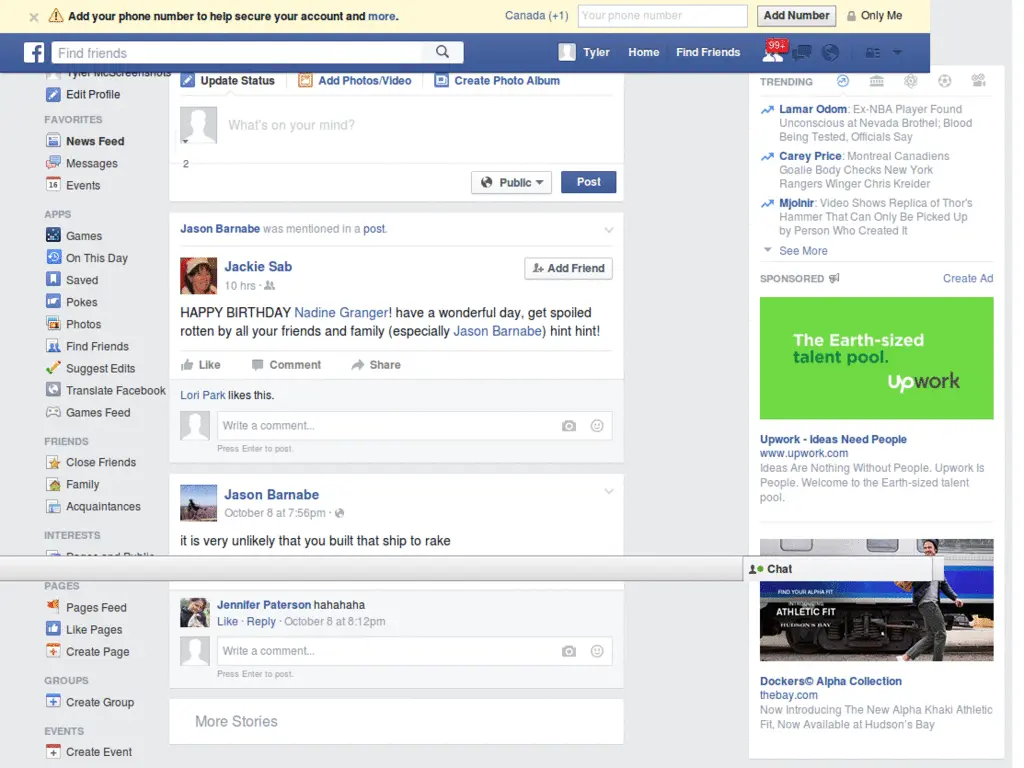 Add your phone number to help secure your account and more.
Canada (+1)
Your phone number
Add Number
Only Me
Find friends
Tyler
Home
Find Friends
99+
Tyler McScreenshots
Edit Profile
FAVORITES
News Feed
Messages
16
Events
APPS
Games
On This Day
Saved
Pokes
Photos
Find Friends
Suggest Edits
Translate Facebook
Games Feed
FRIENDS
Close Friends
Family
Acquaintances
INTERESTS
Pages and Public
PAGES
Pages Feed
Like Pages
Create Page
GROUPS
Create Group
EVENTS
Create Event
Update Status
Add Photos/Video
Create Photo Album
What's on your mind?
2
Public
Post
Jason Barnabe was mentioned in a post.
Jackie Sab
10 hrs ·
Add Friend
HAPPY BIRTHDAY Nadine Granger! have a wonderful day, get spoiled
rotten by all your friends and family (especially Jason Barnabe) hint hint!
Like
Comment
Share
Lori Park likes this.
Write a comment...
Press Enter to post.
Jason Barnabe
October 8 at 7:56pm ·
it is very unlikely that you built that ship to rake
Jennifer Paterson hahahaha
Like · Reply · October 8 at 8:12pm
Write a comment...
Press Enter to post.
More Stories
TRENDING
Lamar Odom: Ex-NBA Player Found
Unconscious at Nevada Brothel; Blood
Being Tested, Officials Say
Carey Price: Montreal Canadiens
Goalie Body Checks New York
Rangers Winger Chris Kreider
Mjolnir: Video Shows Replica of Thor's
Hammer That Can Only Be Picked Up
by Person Who Created It
See More
SPONSORED
Create Ad
The Earth-sized
talent pool.
Upwork
Upwork - Ideas Need People
www.upwork.com
Ideas Are Nothing Without People. Upwork Is
People. Welcome to the Earth-sized talent
pool.
Chat
FIND YOUR ALPHA FIT
INTRODUCING
ATHLETIC FIT
HUDSON'S BAY
Dockers© Alpha Collection
thebay.com
Now Introducing The New Alpha Khaki Athletic
Fit, Now Available at Hudson's Bay